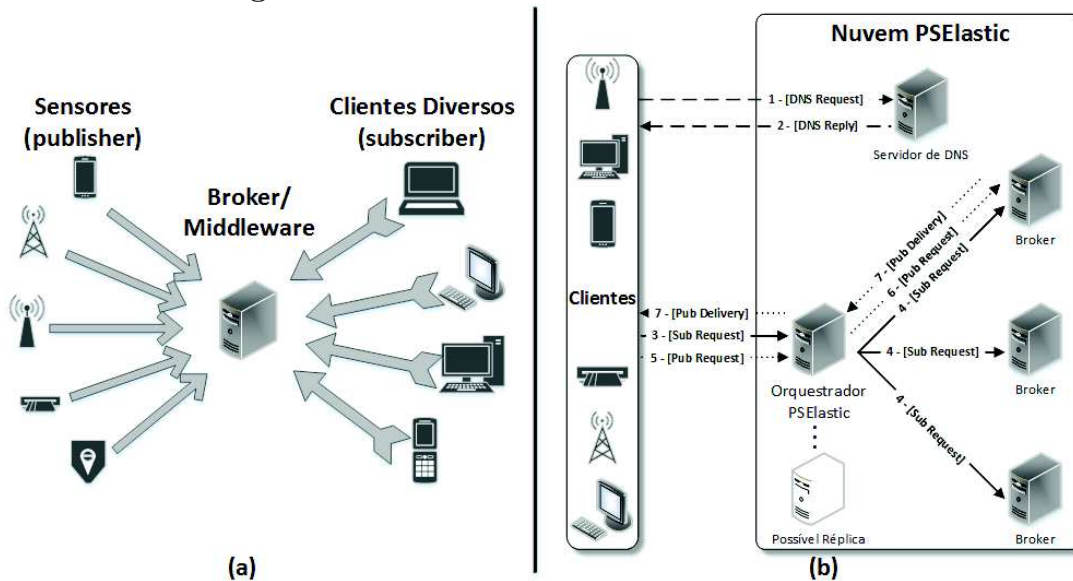 Sensores
(publisher)
Clientes Diversos
(subscriber)
Broker/
Middleware
(a)
Nuvem PSElastic
1 - [DNS Request]
2 - [DNS Reply]
Servidor de DNS
7 - [Pub Delivery]
6 - [Pub Request]
4 - [Sub Request]
Broker
Clientes
7 - [Pub Delivery]
3 - [Sub Request]
5 - [Pub Request]
4 - [Sub Request]
Broker
Orquestrador
PSElastic
4 - [Sub Request]
Possível Réplica
Broker
(b)